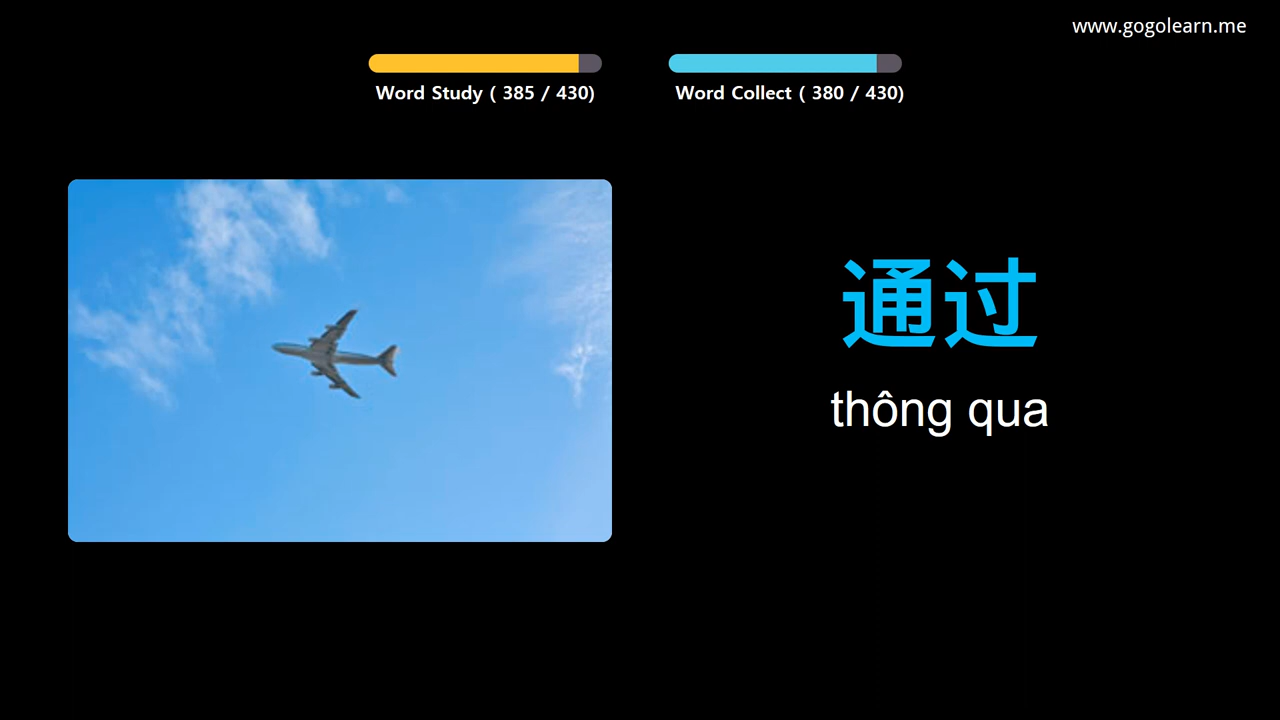 www.gogolearn.me
Word Study ( 385 / 430)
Word Collect ( 380 / 430)
通过
thông qua